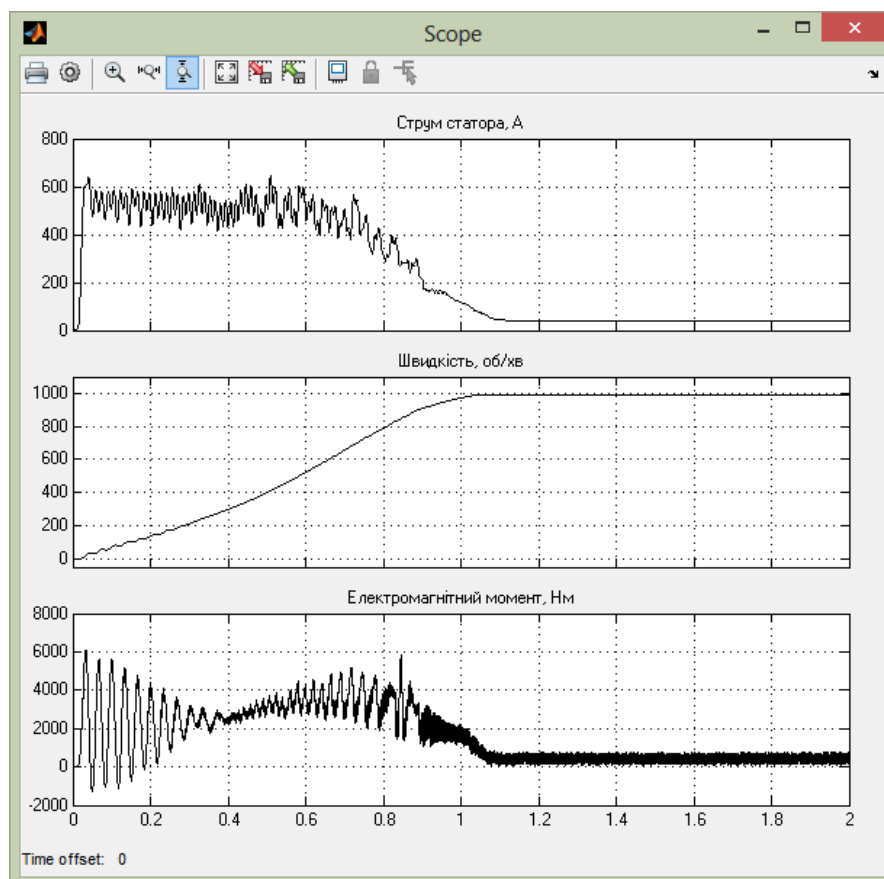 Scope
Струм статора, А
800
600
400
200
0
Швидкість, об/хв
1000
800
600
400
200
0
Електромагнітний момент, Нм
8000
6000
4000
2000
0
-2000
0 0.2 0.4 0.6 0.8 1 1.2 1.4 1.6 1.8 2
Time offset: 0